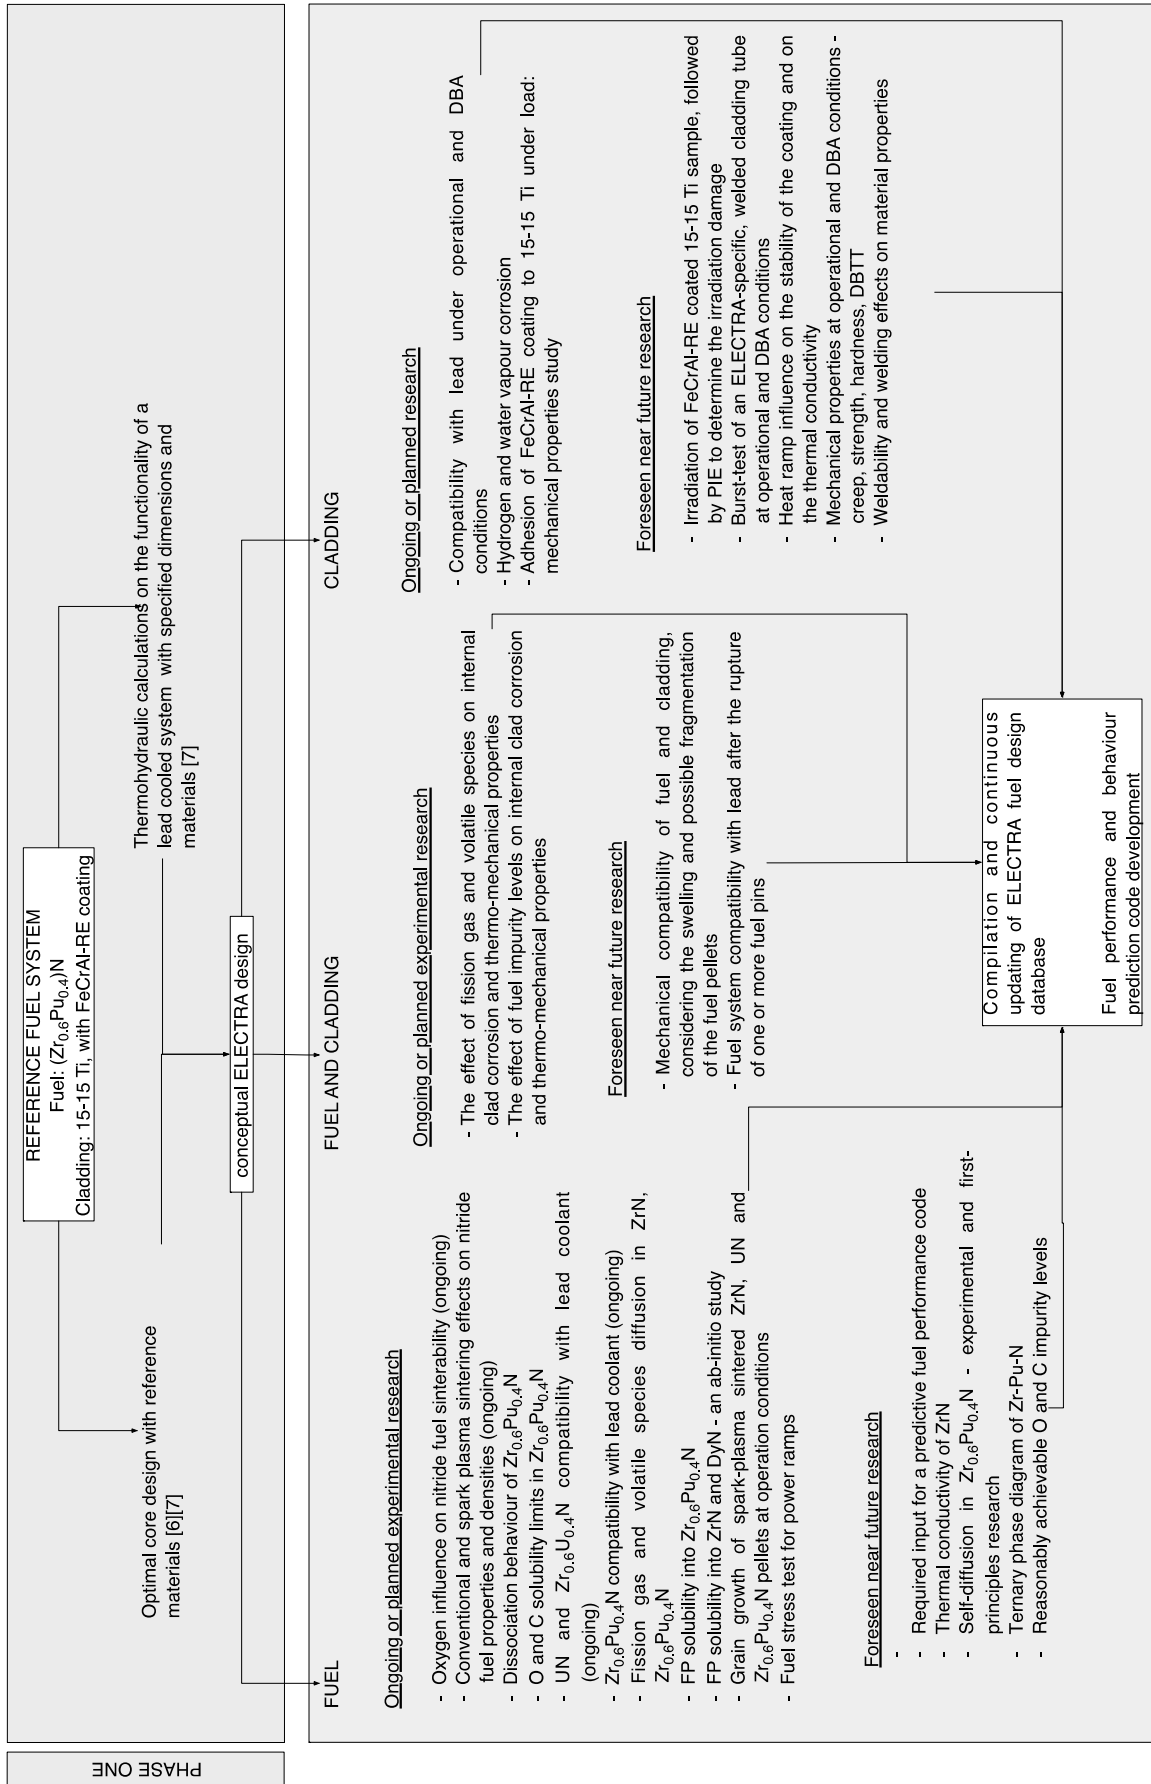 PHASE ONE
REFERENCE FUEL SYSTEM
Fuel: (Zr0.6Pu0.4)N
Cladding: 15-15 Ti, with FeCrAl-RE coating
Optimal core design with reference
materials [6][7]
Thermohydraulic calculations on the functionality of a
lead cooled system with specified dimensions and
materials [7]
conceptual ELECTRA design
FUEL
Ongoing or planned experimental research
- Oxygen influence on nitride fuel sinterability (ongoing)
- Conventional and spark plasma sintering effects on nitride
fuel properties and densities (ongoing)
- Dissociation behaviour of Zr0.6Pu0.4N
- O and C solubility limits in Zr0.6Pu0.4N
- UN and Zr0.6U0.4N compatibility with lead coolant
(ongoing)
- Zr0.6Pu0.4N compatibility with lead coolant (ongoing)
- Fission gas and volatile species diffusion in ZrN,
Zr0.6Pu0.4N
- FP solubility into Zr0.6Pu0.4N
- FP solubility into ZrN and DyN - an ab-initio study
- Grain growth of spark-plasma sintered ZrN, UN and
Zr0.6Pu0.4N pellets at operation conditions
- Fuel stress test for power ramps
Foreseen near future research
-
- Required input for a predictive fuel performance code
- Thermal conductivity of ZrN
- Self-diffusion in Zr0.6Pu0.4N - experimental and first-
principles research
- Ternary phase diagram of Zr-Pu-N
- Reasonably achievable O and C impurity levels
FUEL AND CLADDING
Ongoing or planned experimental research
- The effect of fission gas and volatile species on internal
clad corrosion and thermo-mechanical properties
- The effect of fuel impurity levels on internal clad corrosion
and thermo-mechanical properties
Foreseen near future research
- Mechanical compatibility of fuel and cladding,
considering the swelling and possible fragmentation
of the fuel pellets
- Fuel system compatibility with lead after the rupture
of one or more fuel pins
CLADDING
Ongoing or planned research
- Compatibility with lead under operational and DBA
conditions
- Hydrogen and water vapour corrosion
- Adhesion of FeCrAl-RE coating to 15-15 Ti under load:
mechanical properties study
Foreseen near future research
- Irradiation of FeCrAl-RE coated 15-15 Ti sample, followed
by PIE to determine the irradiation damage
- Burst-test of an ELECTRA-specific, welded cladding tube
at operational and DBA conditions
- Heat ramp influence on the stability of the coating and on
the thermal conductivity
- Mechanical properties at operational and DBA conditions -
creep, strength, hardness, DBTT
- Weldability and welding effects on material properties
Compilation and continuous
updating of ELECTRA fuel design
database
Fuel performance and behaviour
prediction code development